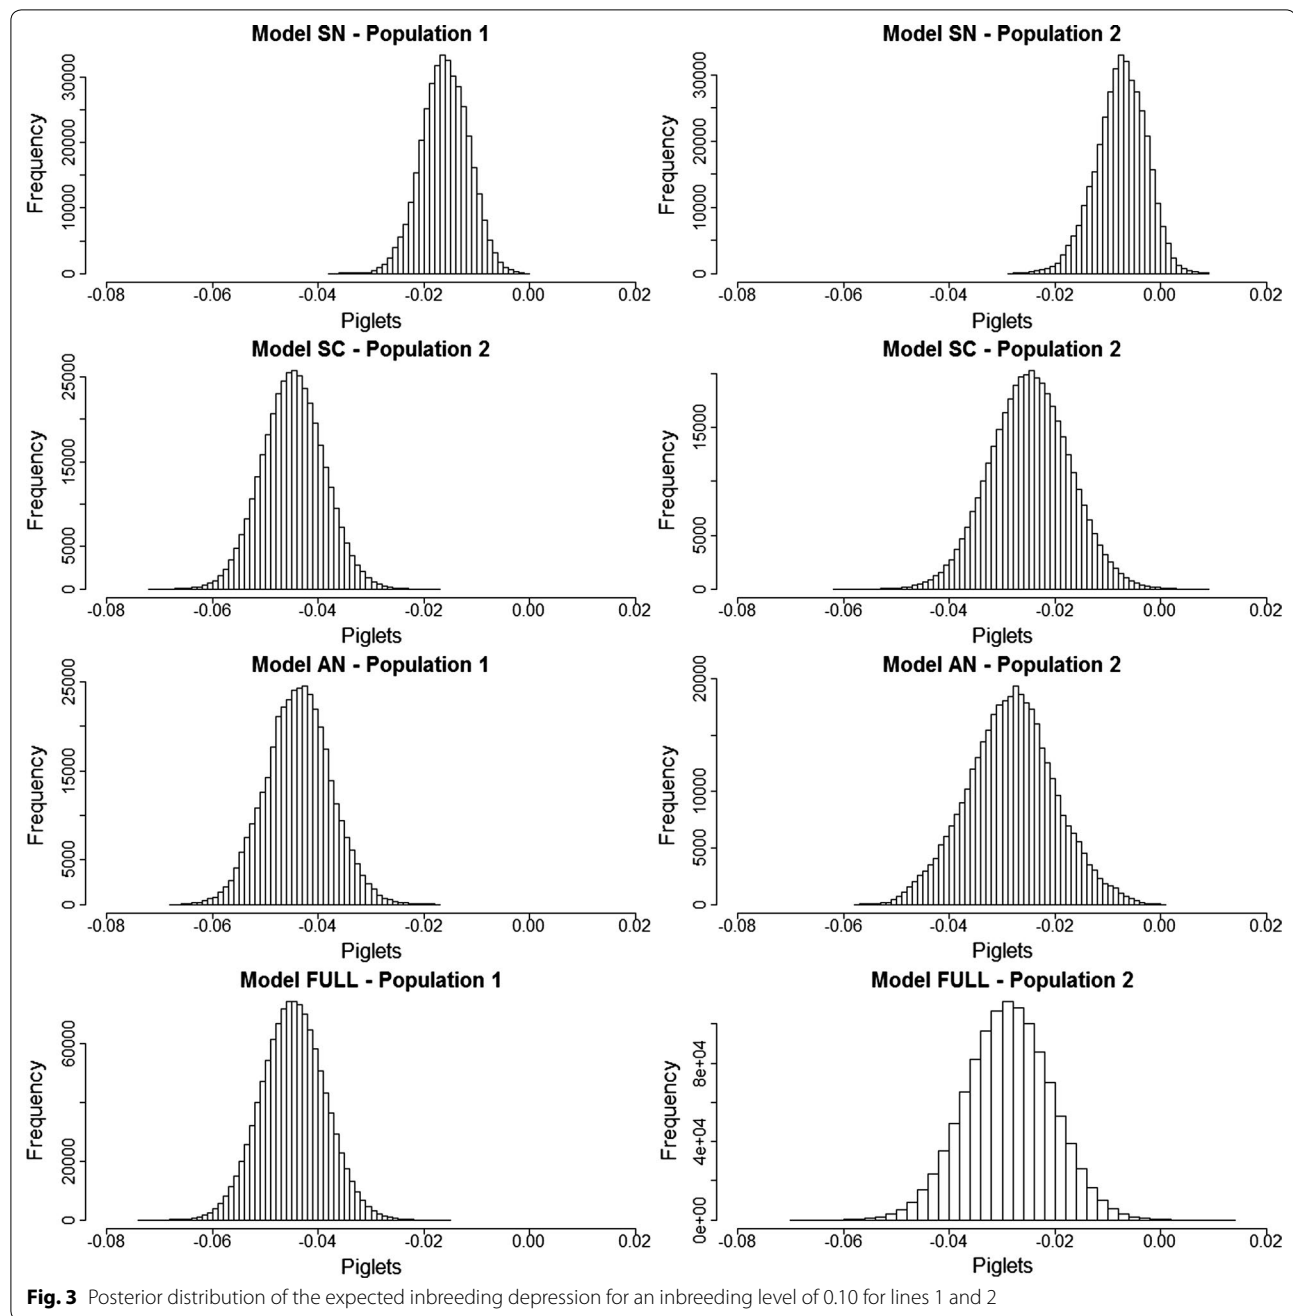 Model SN - Population 1
Frequency
0 10000 20000 30000
-0.08 -0.06 -0.04 -0.02 0.00 0.02
Piglets
Model SN - Population 2
Frequency
0 10000 20000 30000
-0.08 -0.06 -0.04 -0.02 0.00 0.02
Piglets
Model SC - Population 2
Frequency
0 5000 15000 25000
-0.08 -0.06 -0.04 -0.02 0.00 0.02
Piglets
Model SC - Population 2
Frequency
0 5000 15000
-0.08 -0.06 -0.04 -0.02 0.00 0.02
Piglets
Model AN - Population 1
Frequency
0 5000 15000 25000
-0.08 -0.06 -0.04 -0.02 0.00 0.02
Piglets
Model AN - Population 2
Frequency
0 5000 10000 20000
-0.08 -0.06 -0.04 -0.02 0.00 0.02
Piglets
Model FULL - Population 1
Frequency
0 20000 60000
-0.08 -0.06 -0.04 -0.02 0.00 0.02
Piglets
Model FULL - Population 2
Frequency
0e+00 4e+04 8e+04
-0.08 -0.06 -0.04 -0.02 0.00 0.02
Piglets
Fig. 3 Posterior distribution of the expected inbreeding depression for an inbreeding level of 0.10 for lines 1 and 2